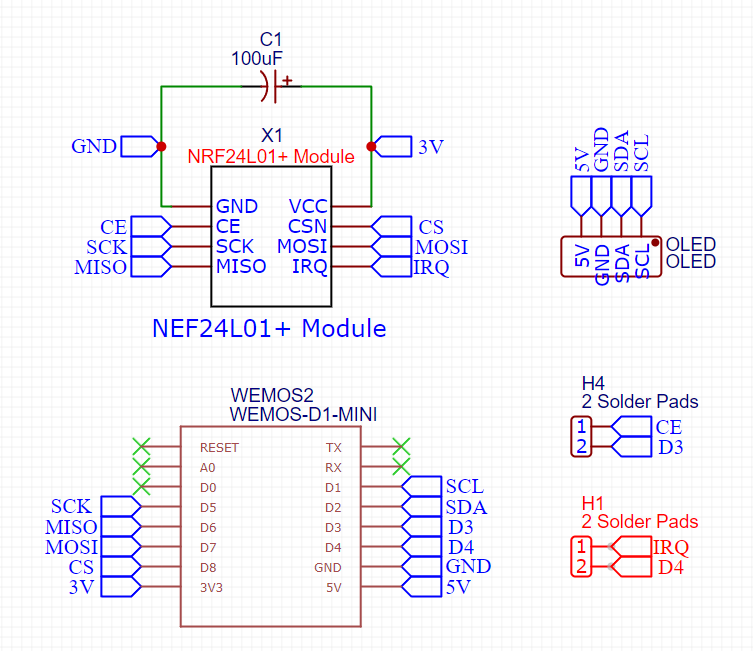 C1
100uF
+
GND
3V
X1
NRF24L01+ Module
GND VCC
CE CE CSN CS
SCK SCK MOSI MOSI
MISO MISO IRQ IRQ
NEF24L01+ Module
5V GND SDA SCL
5V GND SDA SCL
OLED
OLED
WEMOS2
WEMOS-D1-MINI
RESET TX
A0 RX
D0 D1 SCL
SCK D5 D2 SDA
MISO D6 D3 D3
MOSI D7 D4 D4
CS D8 GND GND
3V 3V3 5V 5V
H4
2 Solder Pads
1 CE
2 D3
H1
2 Solder Pads
1 IRQ
2 D4